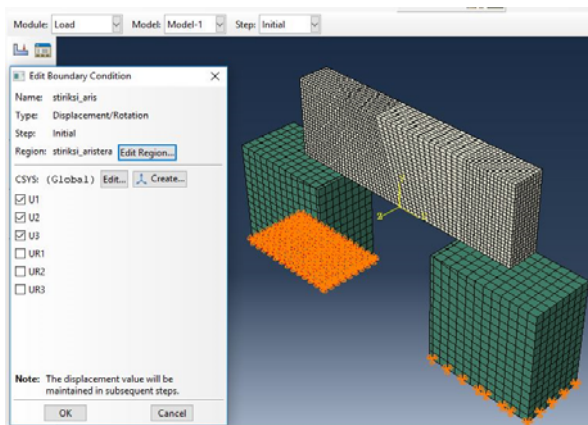 Module: Load Model: Model-1 Step: Initial
Edit Boundary Condition
Name: stiriksi_aris
Type: Displacement/Rotation
Step: Initial
Region: stiriksi_aristera Edit Region...
CSYS: (Global) Edit... Create...
U1
U2
U3
UR1
UR2
UR3
Note: The displacement value will be
maintained in subsequent steps.
OK Cancel